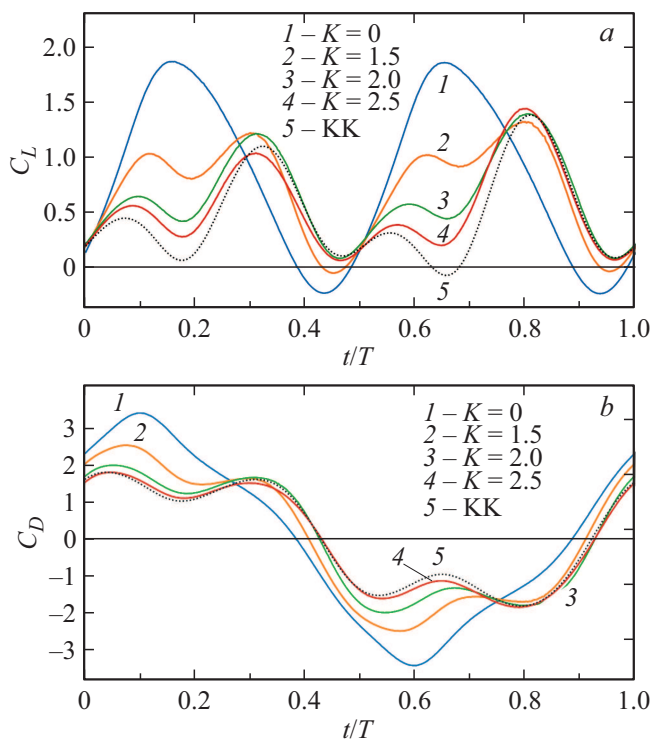 a
1 – K = 0
2 – K = 1.5
3 – K = 2.0
4 – K = 2.5
5 – KK
2.0
1.5
1.0
0.5
0
C_L
1
2
3
4
5
0 0.2 0.4 0.6 0.8 1.0
t/T
b
1 – K = 0
2 – K = 1.5
3 – K = 2.0
4 – K = 2.5
5 – KK
3
2
1
0
−1
−2
−3
C_D
1
2
4
5
3
0 0.2 0.4 0.6 0.8 1.0
t/T